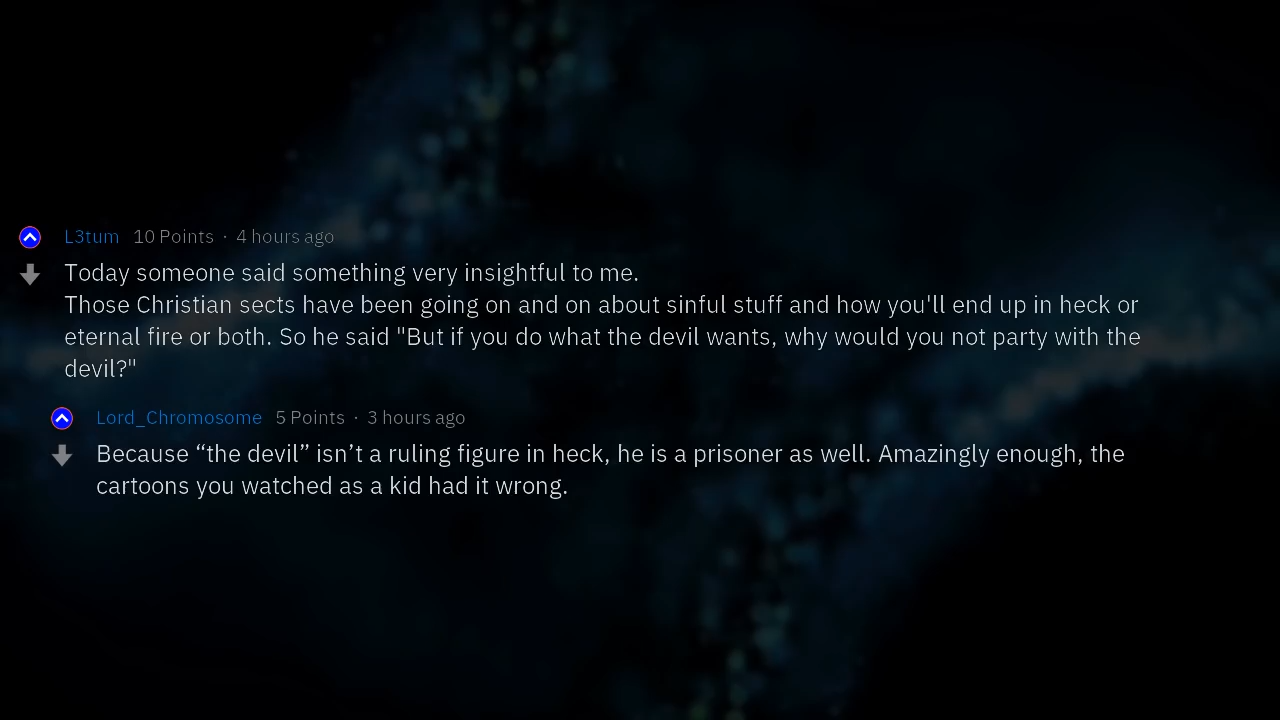 L3tum 10 Points · 4 hours ago
Today someone said something very insightful to me.
Those Christian sects have been going on and on about sinful stuff and how you'll end up in heck or
eternal fire or both. So he said "But if you do what the devil wants, why would you not party with the
devil?"
Lord_Chromosome 5 Points · 3 hours ago
Because “the devil” isn’t a ruling figure in heck, he is a prisoner as well. Amazingly enough, the
cartoons you watched as a kid had it wrong.